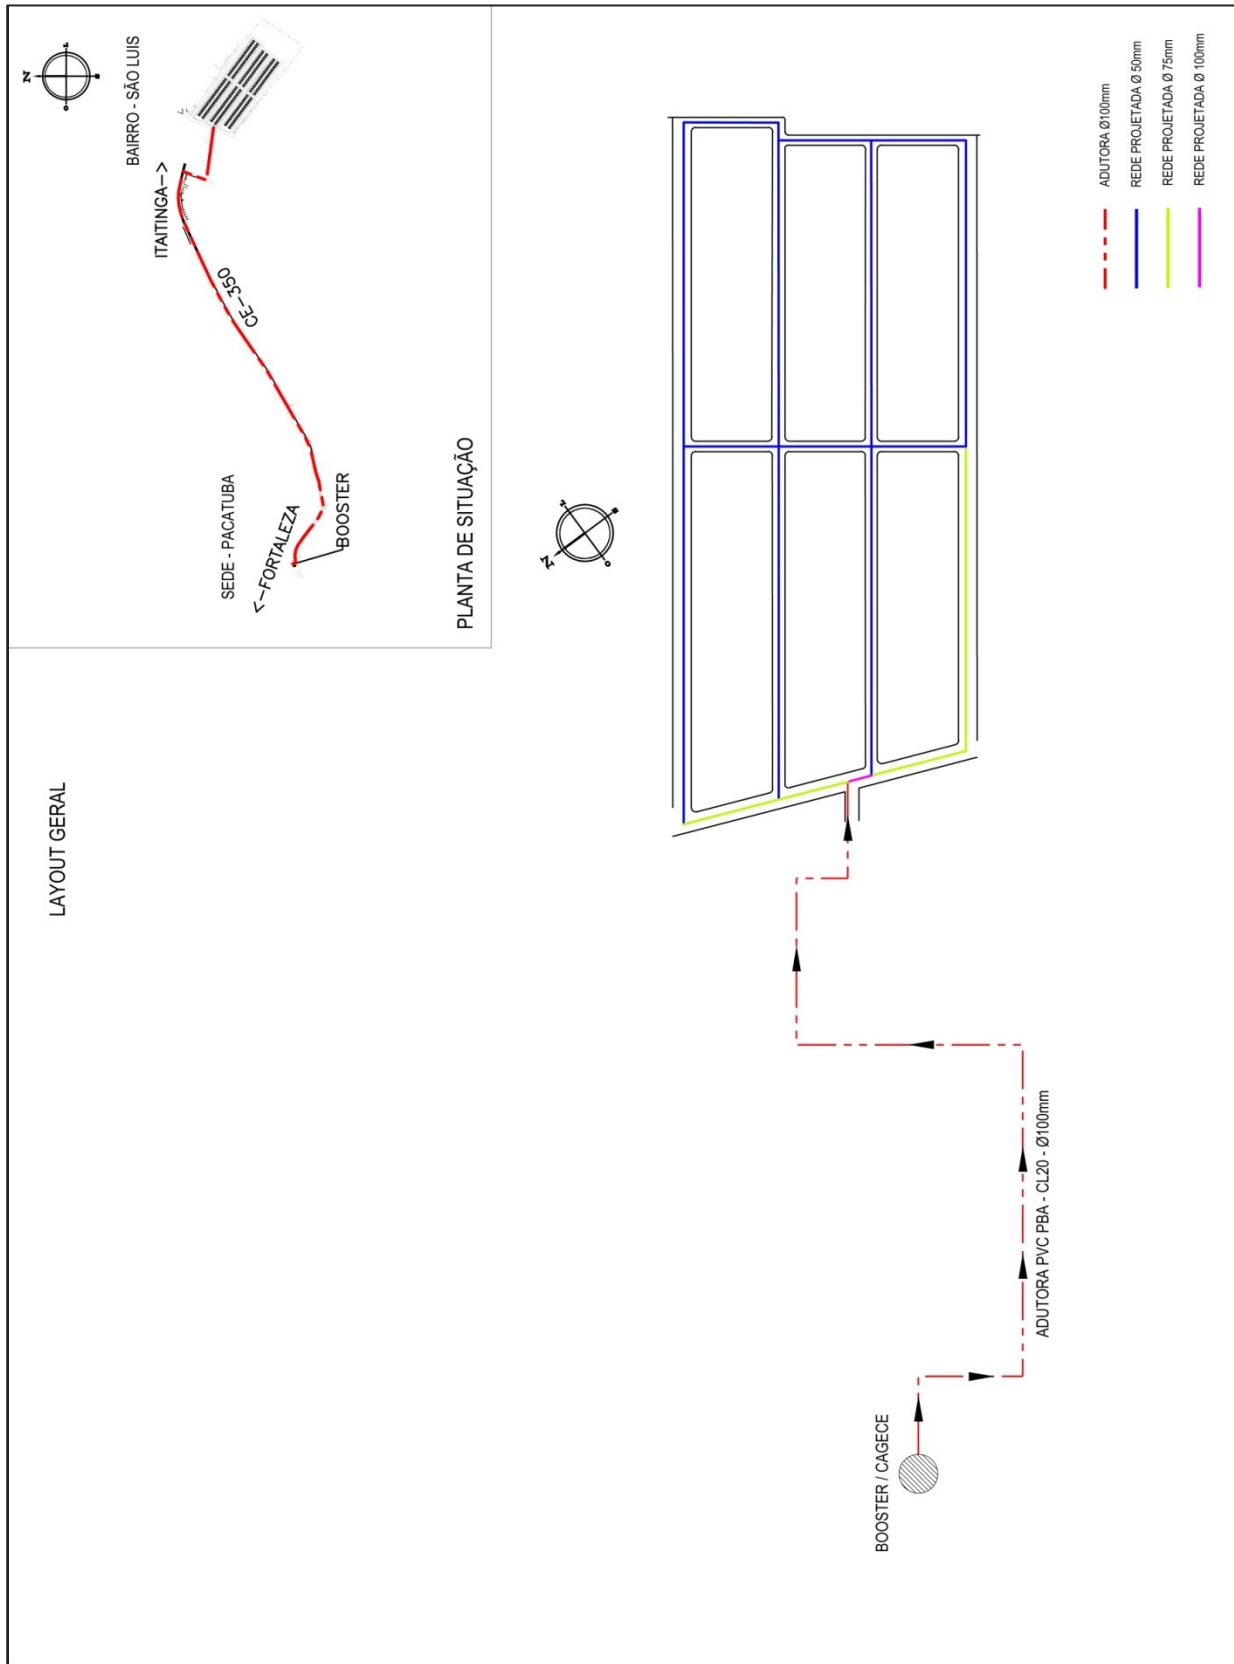 LAYOUT GERAL
PLANTA DE SITUAÇÃO
SEDE - PACATUBA
<-FORTALEZA
BOOSTER
CE-350
ITAITINGA->
BAIRRO - SÃO LUIS
N
L
S
O
N
L
S
O
BOOSTER / CAGECE
ADUTORA PVC PBA - CL20 - Ø100mm
ADUTORA Ø100mm
REDE PROJETADA Ø 50mm
REDE PROJETADA Ø 75mm
REDE PROJETADA Ø 100mm